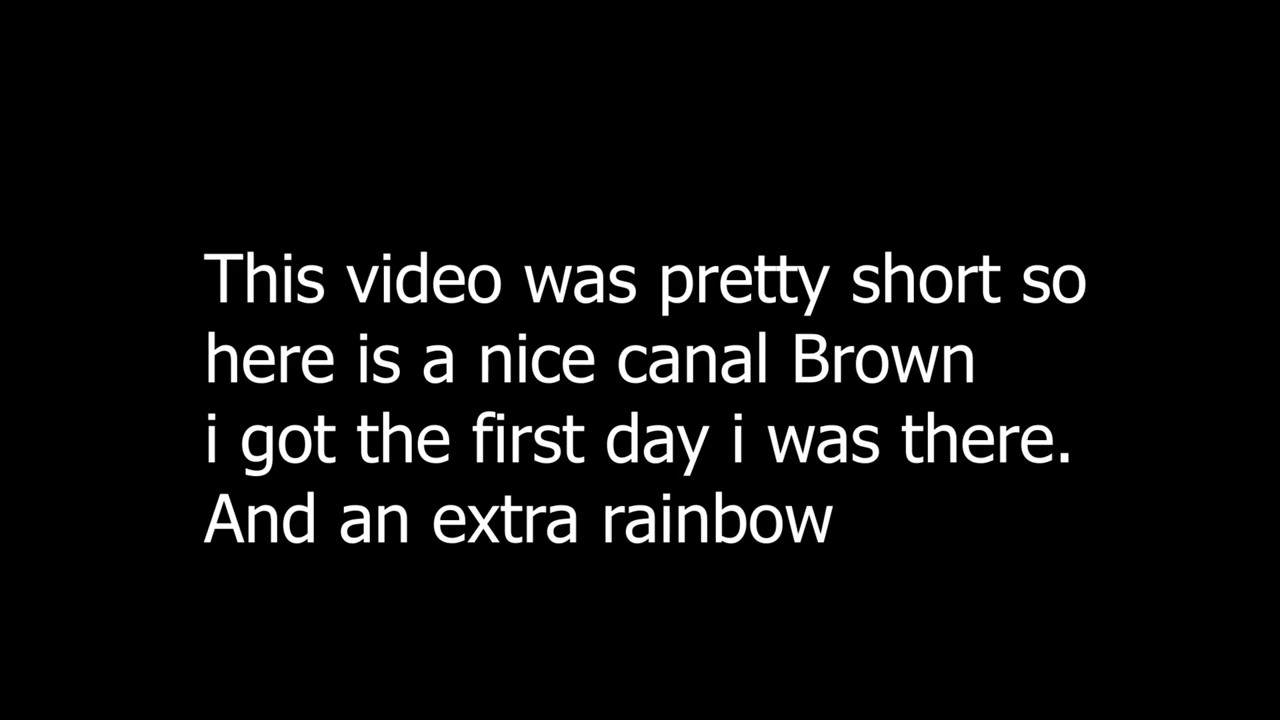 This video was pretty short so
here is a nice canal Brown
i got the first day i was there.
And an extra rainbow